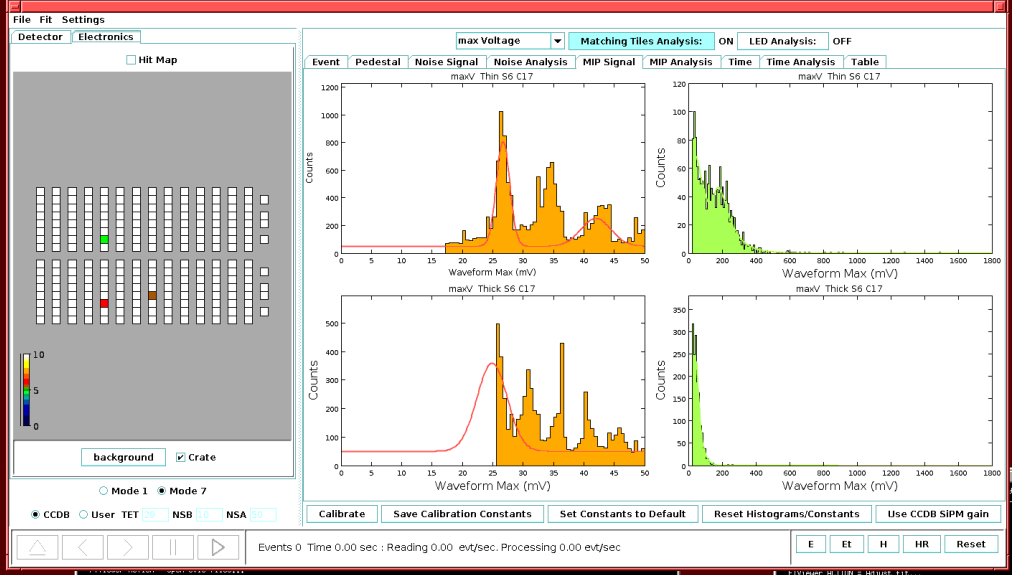 File Fit Settings
Detector Electronics
Hit Map
10
5
0
background Crate
Mode 1 Mode 7
CCDB User TET NSB NSA
max Voltage Matching Tiles Analysis: ON LED Analysis: OFF
Event Pedestal Noise Signal Noise Analysis MIP Signal MIP Analysis Time Time Analysis Table
maxV Thin S6 C17
Counts
1200
1000
800
600
400
200
0
0 5 10 15 20 25 30 35 40 45 50
Waveform Max (mV)
maxV Thin S6 C17
Counts
120
100
80
60
40
20
0
0 200 400 600 800 1000 1200 1400 1600 1800
Waveform Max (mV)
maxV Thick S6 C17
Counts
500
400
300
200
100
0
0 5 10 15 20 25 30 35 40 45 50
Waveform Max (mV)
maxV Thick S6 C17
Counts
350
300
250
200
150
100
50
0
0 200 400 600 800 1000 1200 1400 1600 1800
Waveform Max (mV)
Calibrate Save Calibration Constants Set Constants to Default Reset Histograms/Constants Use CCDB SiPM gain
Events 0 Time 0.00 sec : Reading 0.00 evt/sec. Processing 0.00 evt/sec
E Et H HR Reset